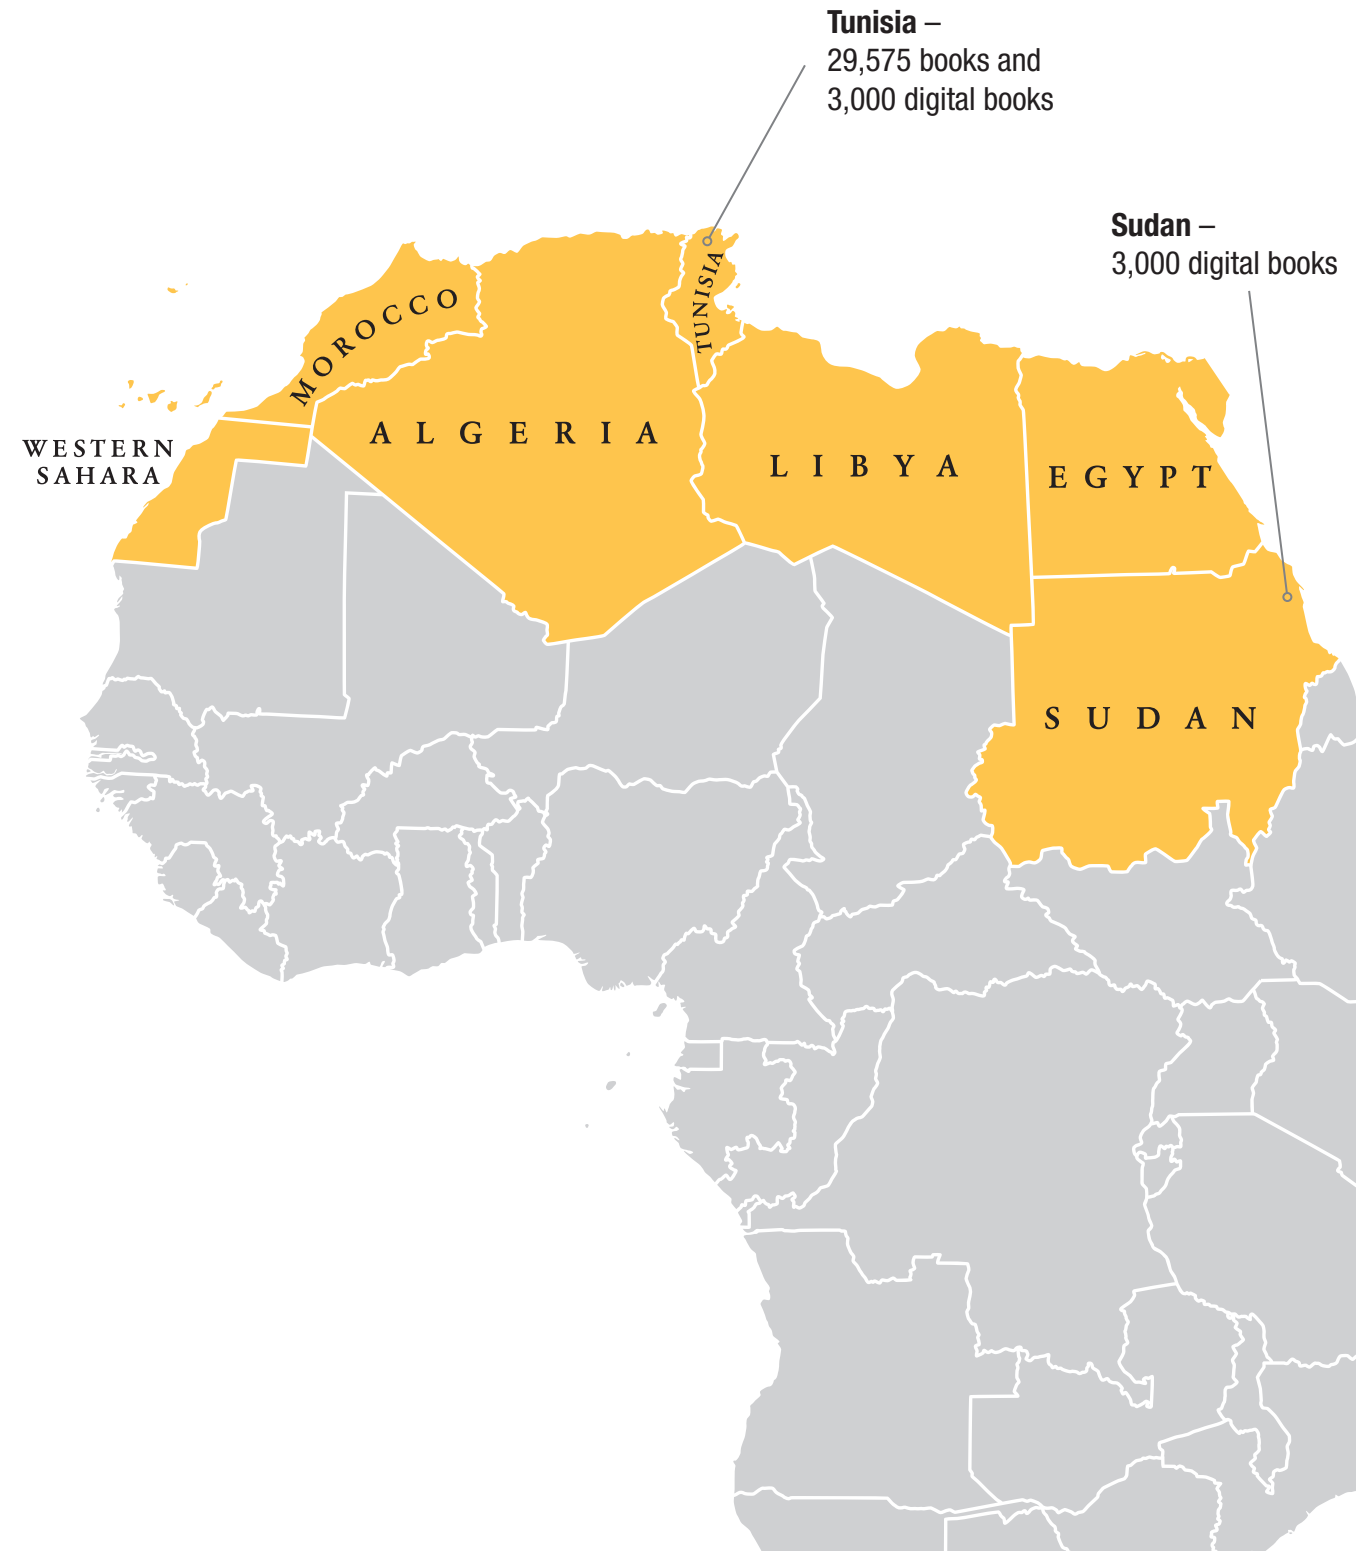 Tunisia –
29,575 books and
3,000 digital books
Sudan –
3,000 digital books
TUNISIA
MOROCCO
ALGERIA
WESTERN
SAHARA
LIBYA
EGYPT
SUDAN